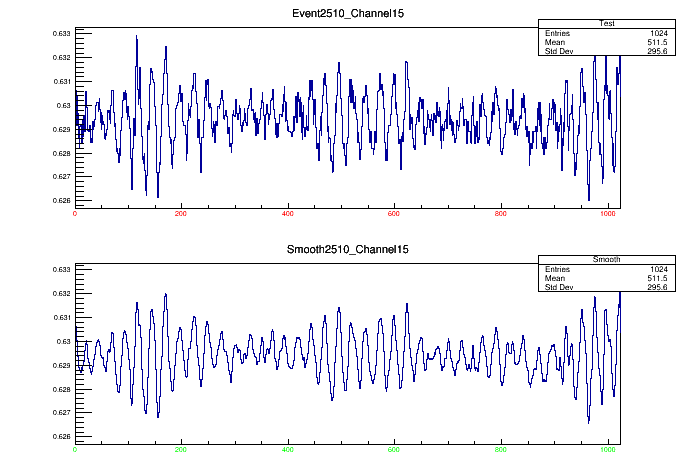 Event2510_Channel15
Test
Entries 1024
Mean 511.5
Std Dev 295.6
0.633
0.632
0.631
0.63
0.629
0.628
0.627
0.626
0 200 400 600 800 1000
Smooth2510_Channel15
Smooth
Entries 1024
Mean 511.5
Std Dev 295.6
0.633
0.632
0.631
0.63
0.629
0.628
0.627
0.626
0 200 400 600 800 1000